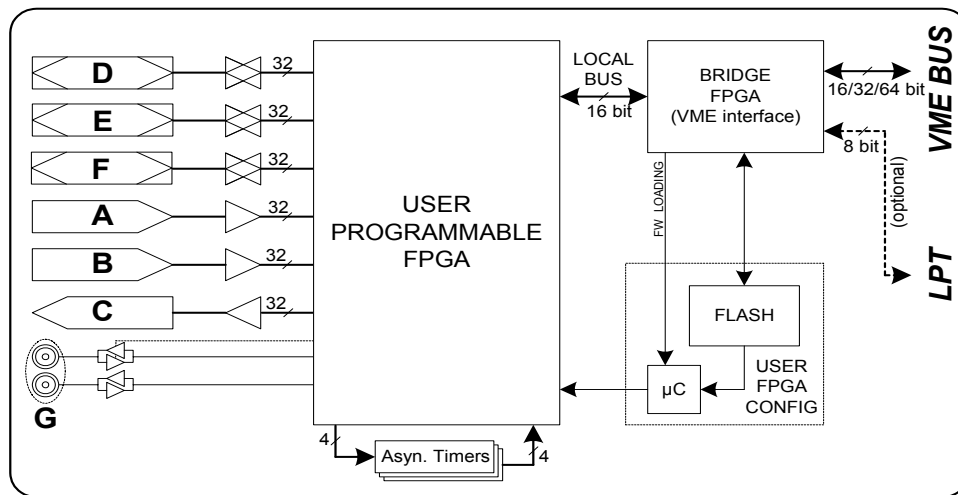 D
32
E
32
F
32
A
32
B
32
C
32
G
USER
PROGRAMMABLE
FPGA
4
Asyn. Timers
4
LOCAL
BUS
16 bit
BRIDGE
FPGA
(VME interface)
16/32/64 bit
8 bit
(optional)
VME BUS
LPT
FW LOADING
FLASH
µC
USER
FPGA
CONFIG